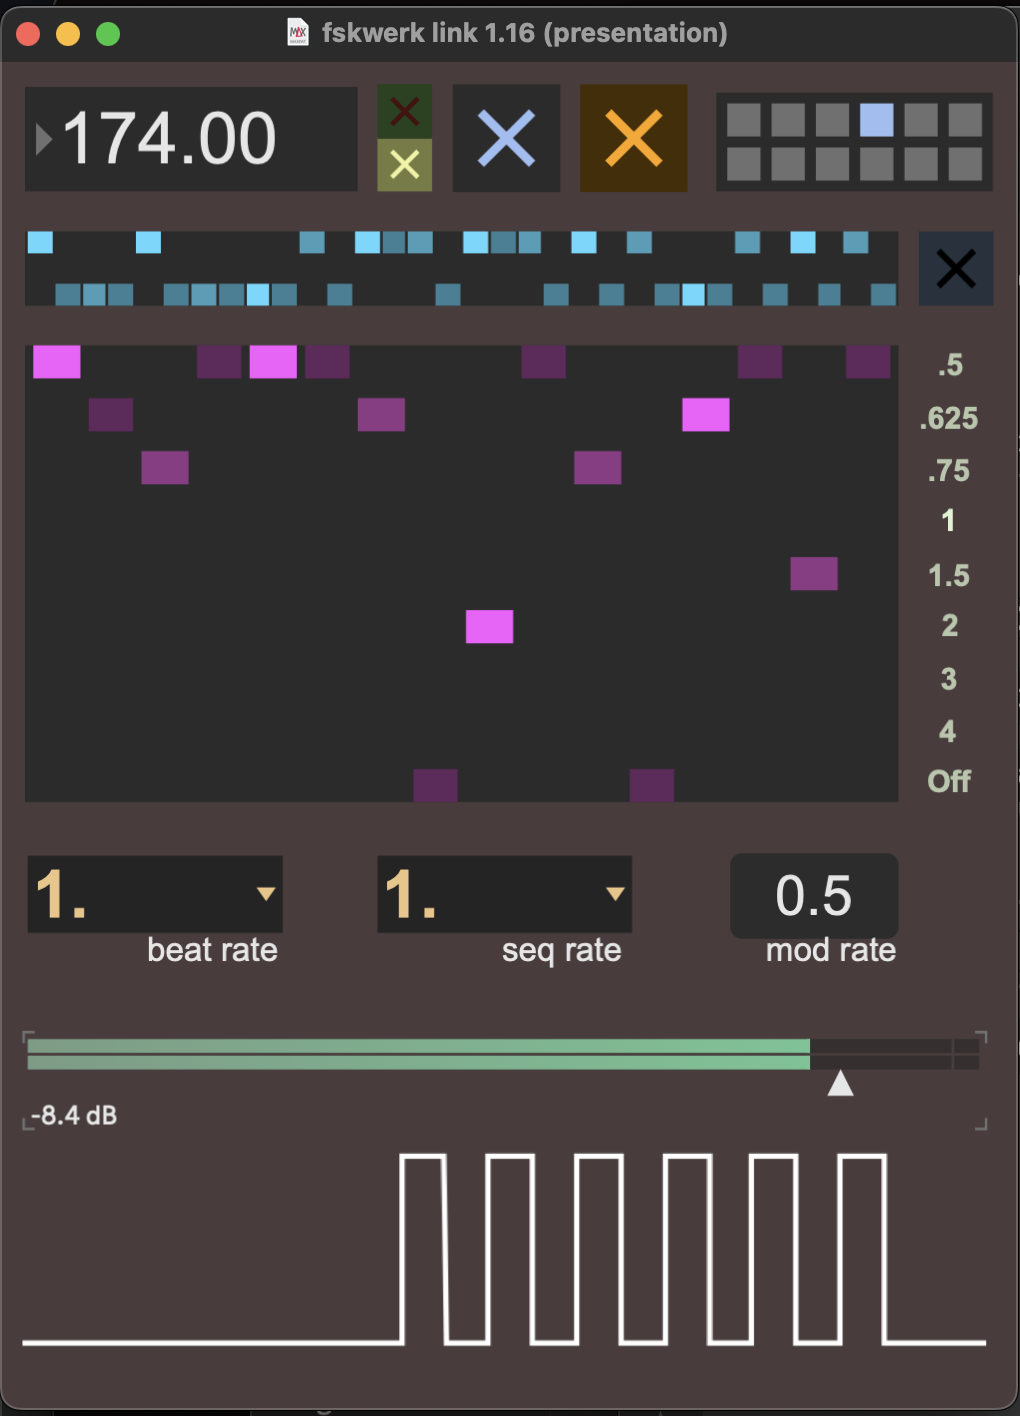 fskwerk link 1.16 (presentation)
174.00
.5
.625
.75
1
1.5
2
3
4
Off
1.
1.
0.5
beat rate
seq rate
mod rate
-8.4 dB